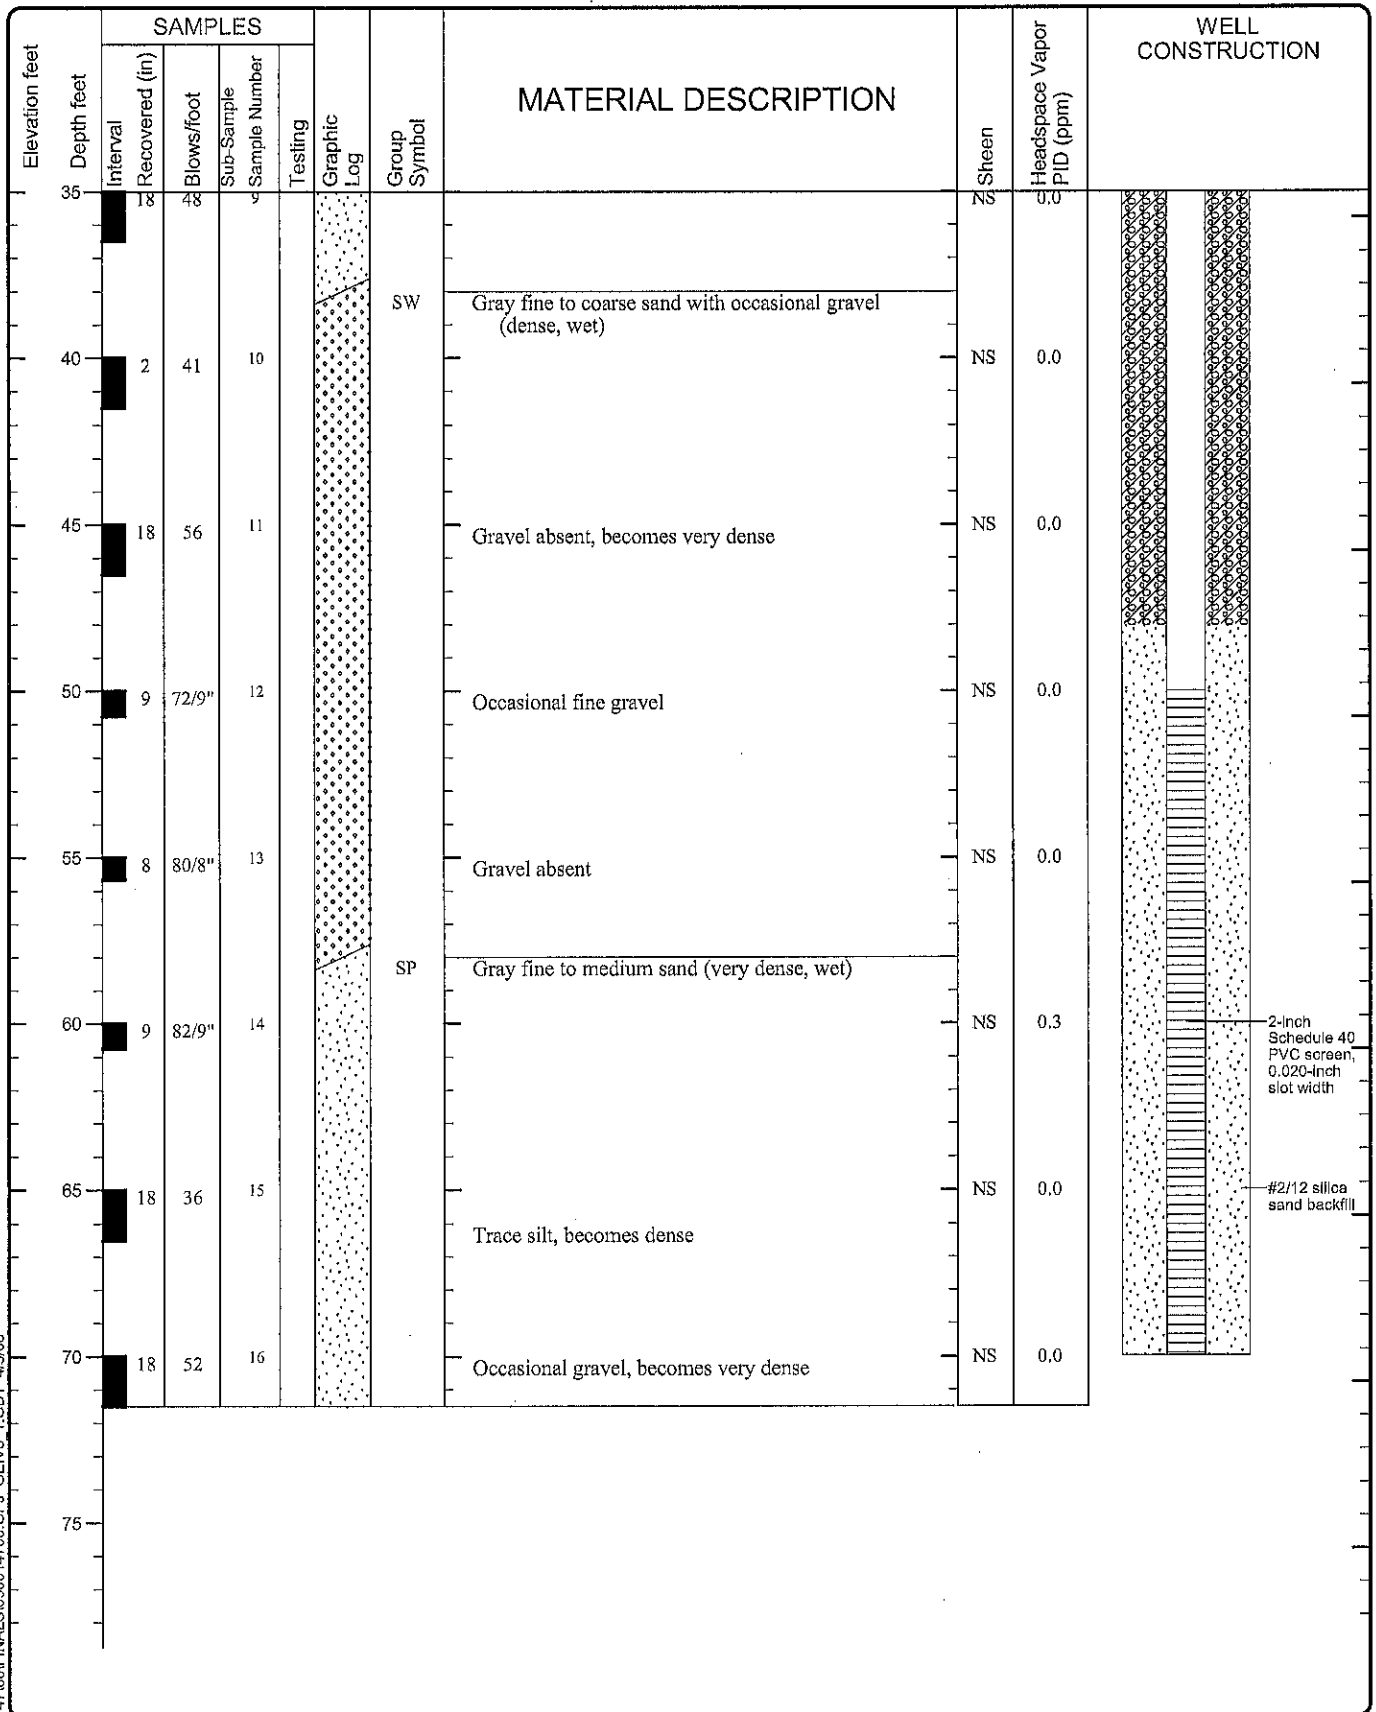 SAMPLES
WELL
CONSTRUCTION
MATERIAL DESCRIPTION
Elevation feet
Depth feet
Interval
Recovered (in)
Blows/foot
Sub-Sample
Sample Number
Testing
Graphic
Log
Group
Symbol
Sheen
Headspace Vapor
PID (ppm)
35 18 48 9 NS 0.0
SW Gray fine to coarse sand with occasional gravel
(dense, wet)
40 2 41 10 NS 0.0
45 18 56 11 NS 0.0
Gravel absent, becomes very dense
50 9 72/9" 12 NS 0.0
Occasional fine gravel
55 8 80/8" 13 NS 0.0
Gravel absent
SP Gray fine to medium sand (very dense, wet)
60 9 82/9" 14 NS 0.3
2-inch
Schedule 40
PVC screen,
0.020-inch
slot width
65 18 36 15 NS 0.0
#2/12 silica
sand backfill
Trace silt, becomes dense
70 18 52 16 NS 0.0
Occasional gravel, becomes very dense
75